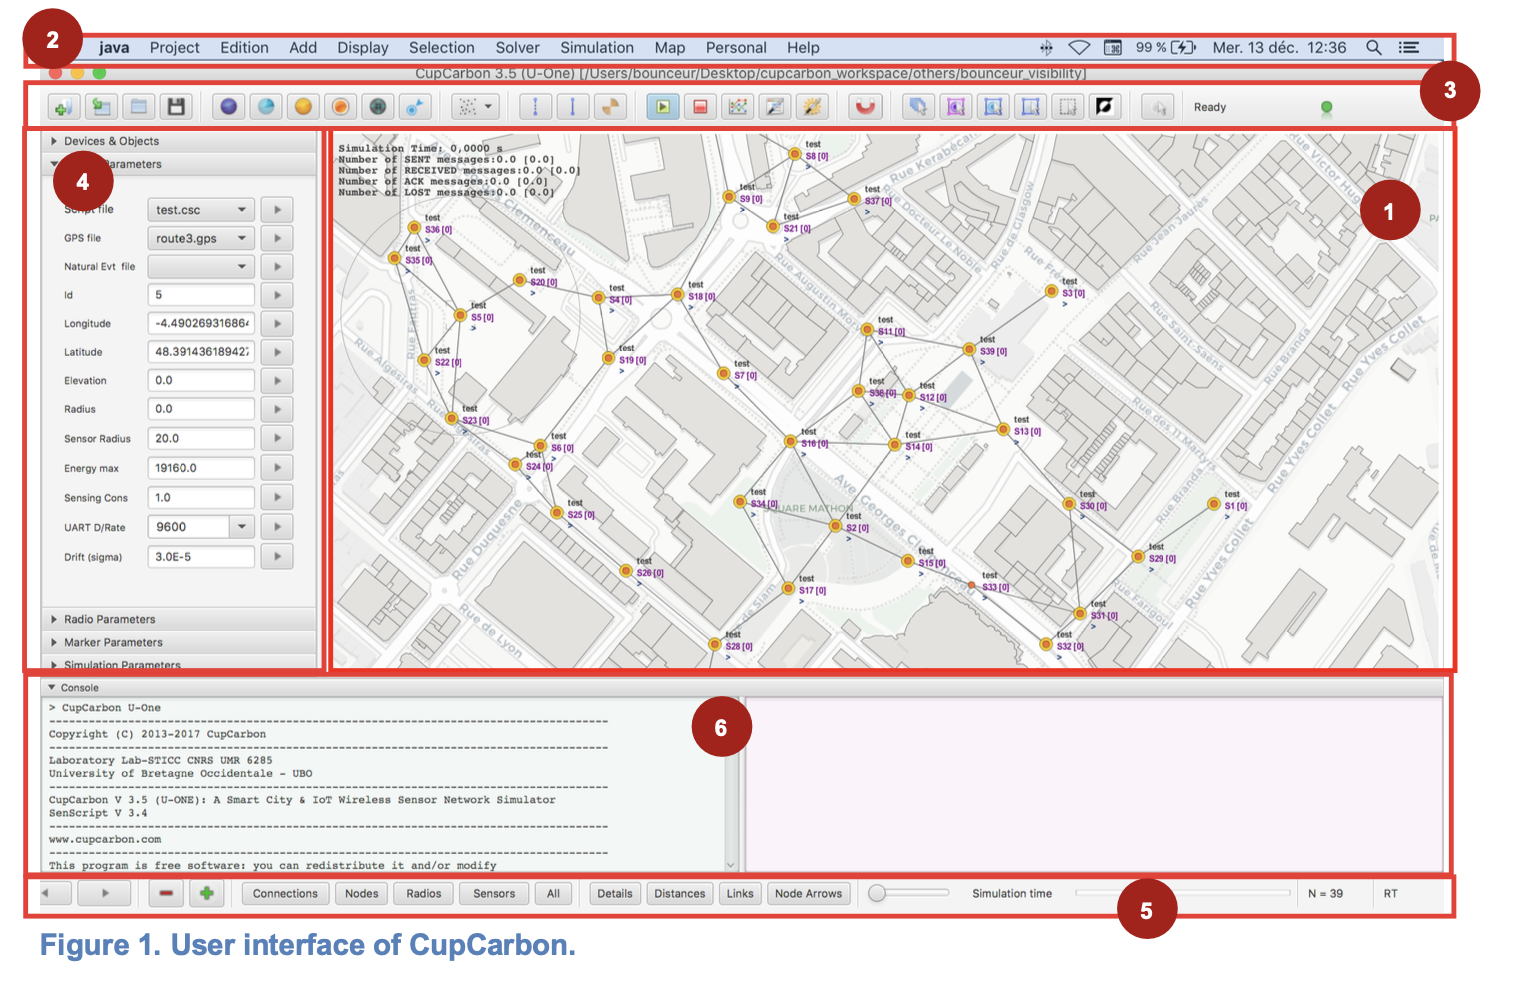 2
java Project Edition Add Display Selection Solver Simulation Map Personal Help 99 % Mer. 13 déc. 12:36
CupCarbon 3.5 (U-One) [/Users/bounceur/Desktop/cupcarbon_workspace/others/bounceur_visibility]
3
Ready
Devices & Objects
Parameters
4
Script file test.csc
GPS file route3.gps
Natural Evt file
Id 5
Longitude -4.490269316864
Latitude 48.391436189427
Elevation 0.0
Radius 0.0
Sensor Radius 20.0
Energy max 19160.0
Sensing Cons 1.0
UART D/Rate 9600
Drift (sigma) 3.0E-5
Radio Parameters
Marker Parameters
Simulation Parameters
Simulation Time: 0,0000 s
Number of SENT messages:0.0 [0.0]
Number of RECEIVED messages:0.0 [0.0]
Number of ACK messages:0.0 [0.0]
Number of LOST messages:0.0 [0.0]
1
test
S8 [0]
>
test
S9 [0]
>
test
S37 [0]
>
test
S21 [0]
>
test
S36 [0]
>
test
S35 [0]
>
test
S20 [0]
>
test
S4 [0]
>
S18 [0]
>
test
S3 [0]
>
test
S5 [0]
>
test
S11 [0]
>
test
S39 [0]
>
test
S22 [0]
>
test
S19 [0]
>
test
S7 [0]
>
test
S38 [0]
>
test
S12 [0]
>
test
S23 [0]
>
test
S13 [0]
>
test
S6 [0]
>
test
S16 [0]
>
test
S14 [0]
>
test
S24 [0]
>
test
S34 [0]
>
test
S30 [0]
>
test
S1 [0]
>
test
S25 [0]
>
test
S2 [0]
>
test
S29 [0]
>
test
S15 [0]
>
test
S26 [0]
>
test
S33 [0]
>
test
S17 [0]
>
test
S31 [0]
>
test
S28 [0]
>
test
S32 [0]
>
Clemenceau
Rue Kerabécam
Rue Victor Hugo
Rue Docteur Le Noble
Rue de Glasgow
Rue Jean Jaurès
Rue Augustin Morvan
Rue Saint-Saëns
Rue Branda
Rue Yves Collet
Rue Yves Collet
Rue Yves Collet
Rue Algésiras
Rue des 11 Martyrs
Rue Branda
Ave Georges Clemenceau
UARE MATHON
Rue Duquesne
de Siam
Rue Farigoul
Rue de Lyon
Console
> CupCarbon U-One
------------------------------------------------------------
Copyright (C) 2013-2017 CupCarbon
------------------------------------------------------------
Laboratory Lab-STICC CNRS UMR 6285
University of Bretagne Occidentale - UBO
------------------------------------------------------------
CupCarbon V 3.5 (U-ONE): A Smart City & IoT Wireless Sensor Network Simulator
SenScript V 3.4
------------------------------------------------------------
www.cupcarbon.com
------------------------------------------------------------
This program is free software: you can redistribute it and/or modify
6
Connections Nodes Radios Sensors All Details Distances Links Node Arrows Simulation time N = 39 RT
5
Figure 1. User interface of CupCarbon.